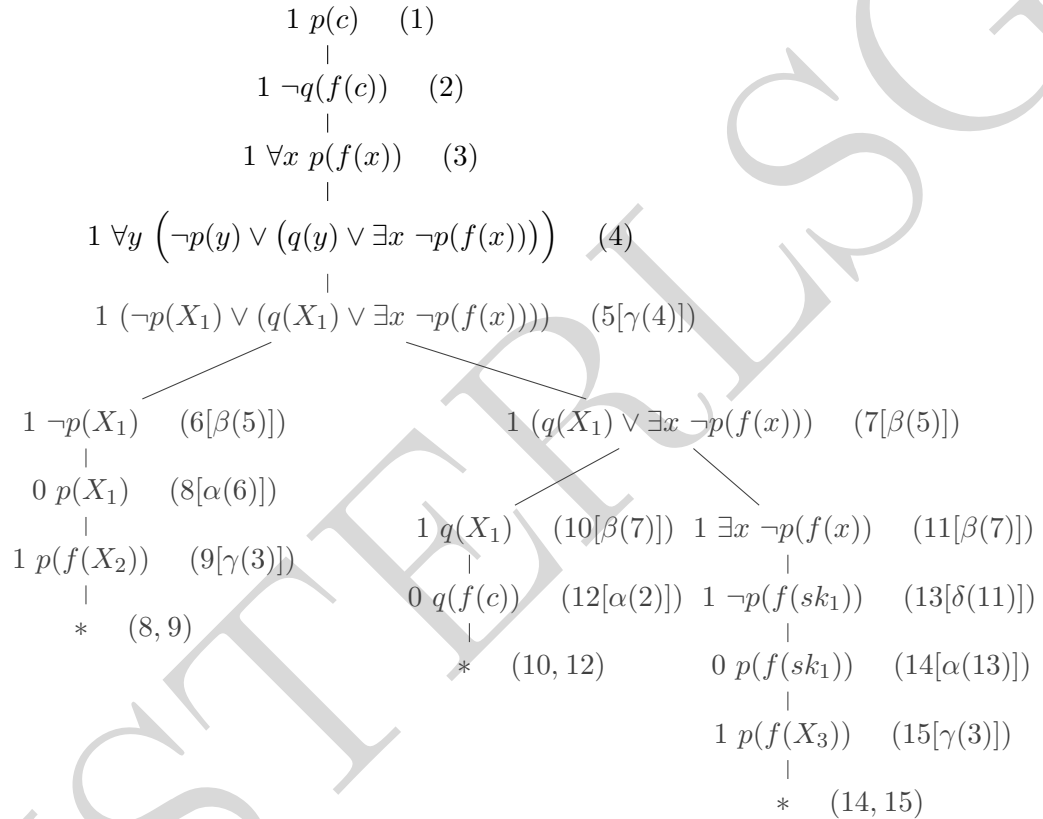 1 p(c) (1)
1 ¬q(f(c)) (2)
1 ∀x p(f(x)) (3)
1 ∀y (¬p(y) ∨ (q(y) ∨ ∃x ¬p(f(x)))) (4)
1 (¬p(X₁) ∨ (q(X₁) ∨ ∃x ¬p(f(x)))) (5[γ(4)])
1 ¬p(X₁) (6[β(5)]) 1 (q(X₁) ∨ ∃x ¬p(f(x))) (7[β(5)])
0 p(X₁) (8[α(6)])
1 q(X₁) (10[β(7)]) 1 ∃x ¬p(f(x)) (11[β(7)])
1 p(f(X₂)) (9[γ(3)])
0 q(f(c)) (12[α(2)]) 1 ¬p(f(sk₁)) (13[δ(11)])
∗ (8, 9)
∗ (10, 12) 0 p(f(sk₁)) (14[α(13)])
1 p(f(X₃)) (15[γ(3)])
∗ (14, 15)
STERLSG